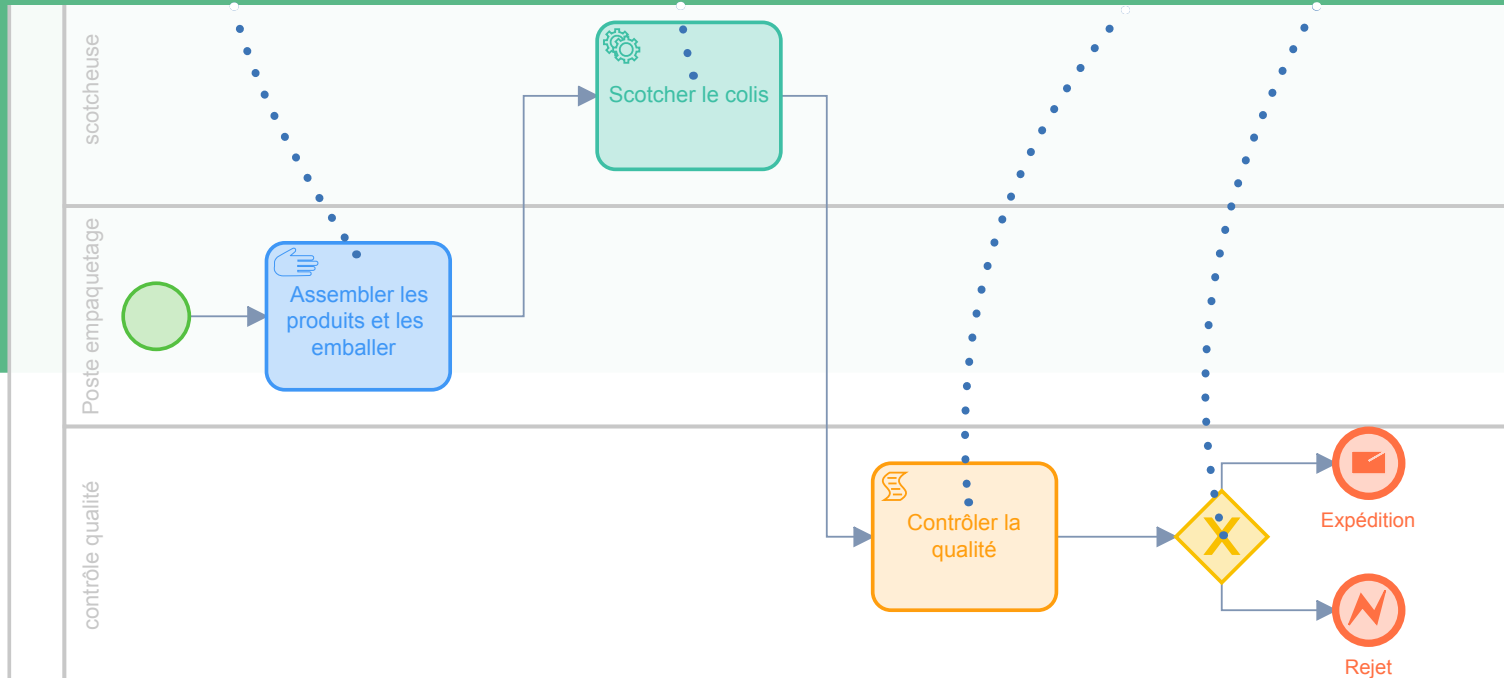 scotcheuse
Scotcher le colis
Poste empaquetage
Assembler les
produits et les
emballer
contrôle qualité
Contrôler la
qualité
X
Expédition
Rejet